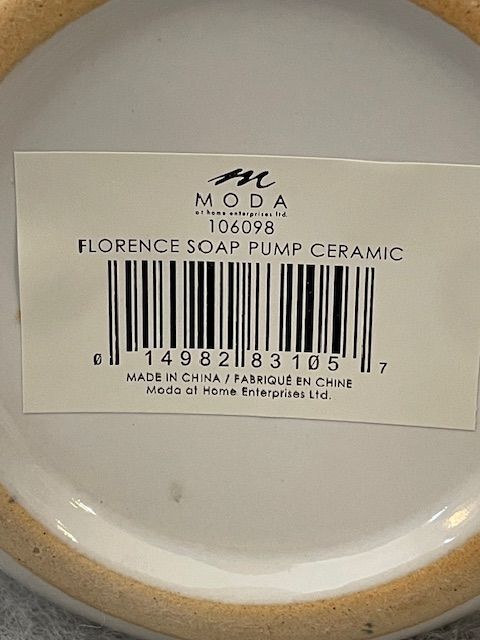 m
MODA
at home enterprises ltd.
106098
FLORENCE SOAP PUMP CERAMIC
0 14982 83105 7
MADE IN CHINA / FABRIQUÉ EN CHINE
Moda at Home Enterprises Ltd.